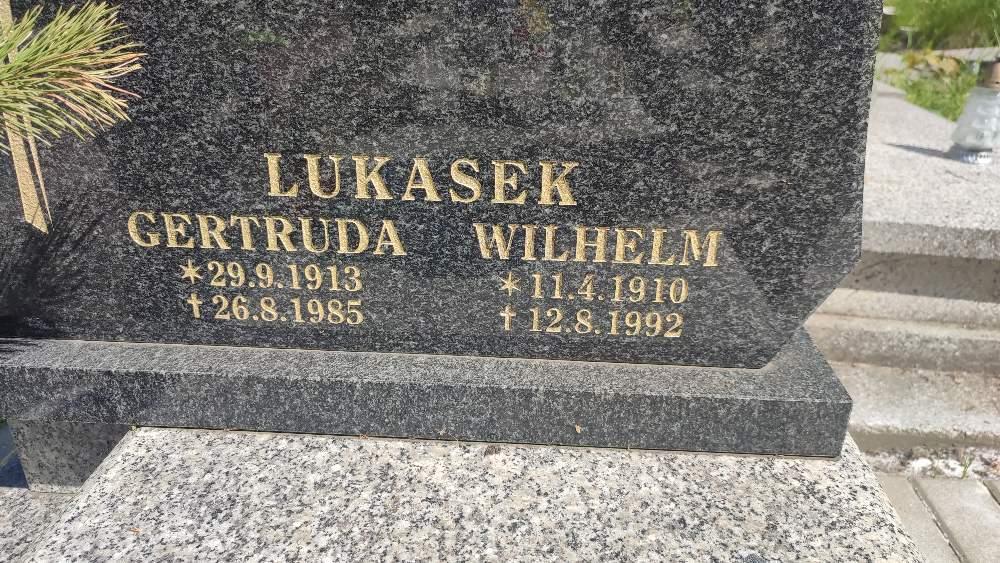 LUKASEK
GERTRUDA WILHELM
*29.9.1913 *11.4.1910
†26.8.1985 †12.8.1992